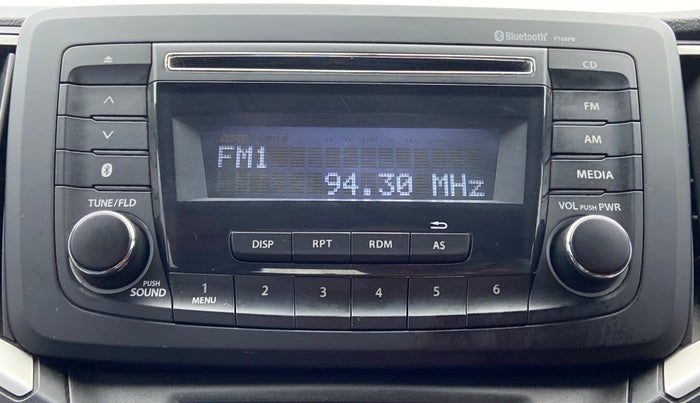 Bluetooth
CD
FM
FM1
AM
94.30 MHz
MEDIA
TUNE/FLD
VOL PUSH PWR
DISP RPT RDM AS
PUSH
SOUND
1 2 3 4 5 6
MENU